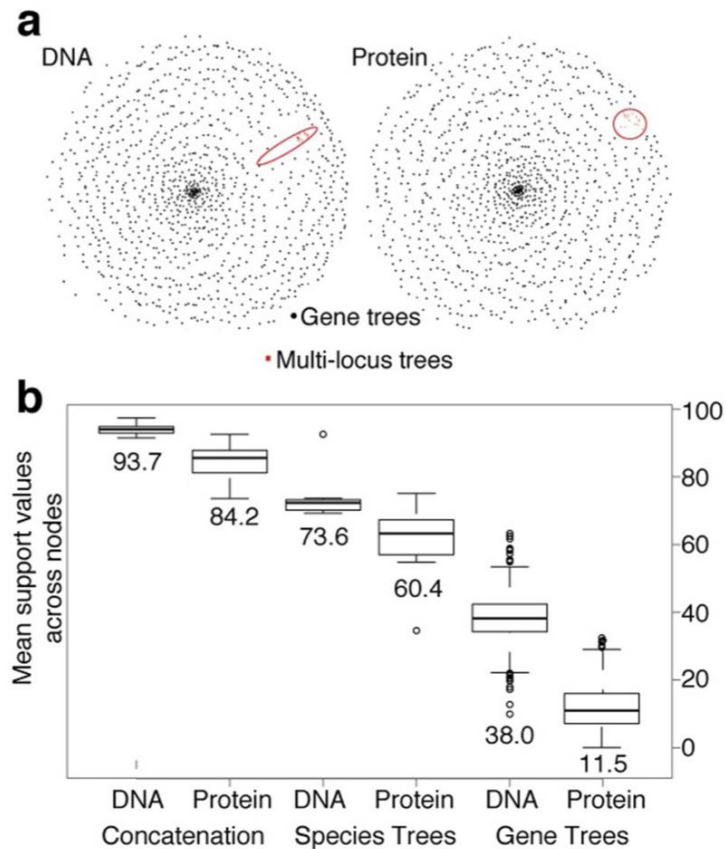 a
DNA
Protein
Gene trees
Multi-locus trees
b
Mean support values
across nodes
100
80
60
40
20
0
93.7
84.2
73.6
60.4
38.0
11.5
DNA Protein DNA Protein DNA Protein
Concatenation Species Trees Gene Trees